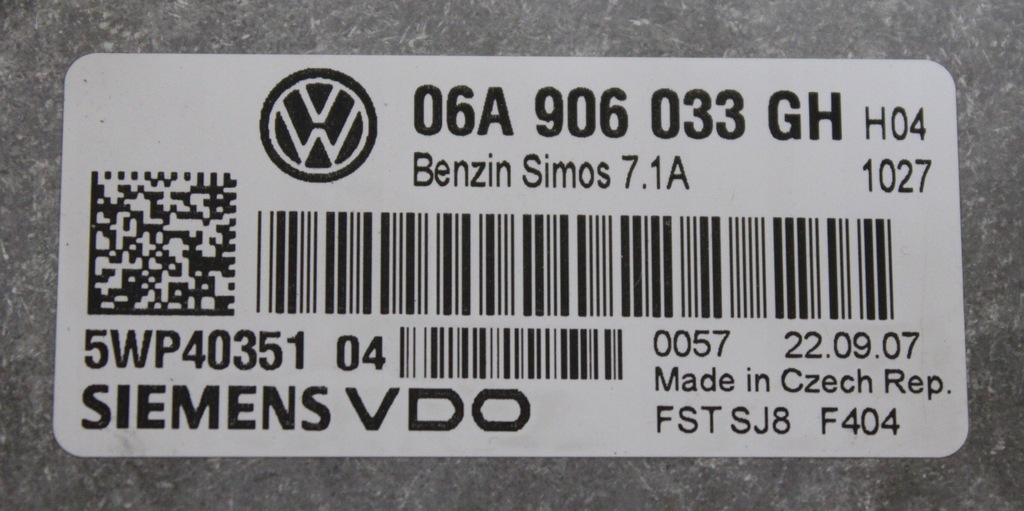 06A 906 033 GH H04
Benzin Simos 7.1A 1027
5WP40351 04
0057 22.09.07
SIEMENS VDO
Made in Czech Rep.
FST SJ8 F404